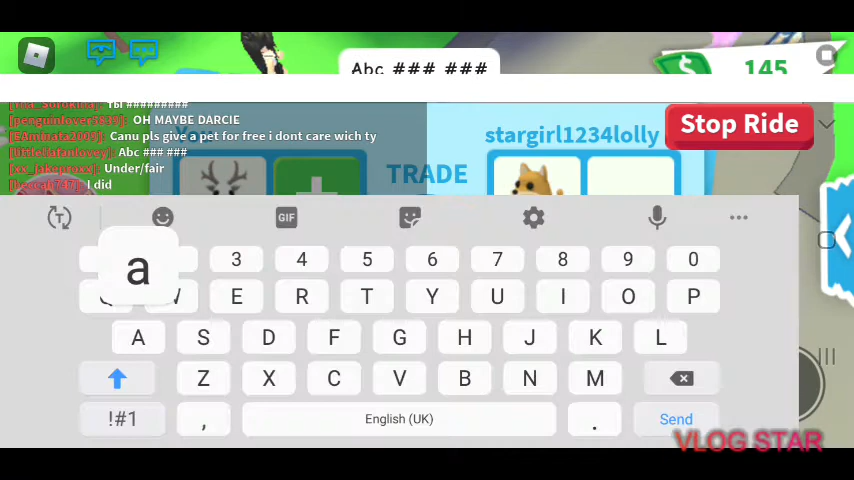 Abc ### ###
145
#########
OH MAYBE DARCIE
Canu pls give a pet for free i dont care wich ty
Abc ### ###
Under/fair
I did
You
TRADE
stargirl1234lolly
Stop Ride
GIF
a
3 4 5 6 7 8 9 0
W E R T Y U I O P
A S D F G H J K L
Z X C V B N M
!#1 , English (UK) . Send
VLOG STAR